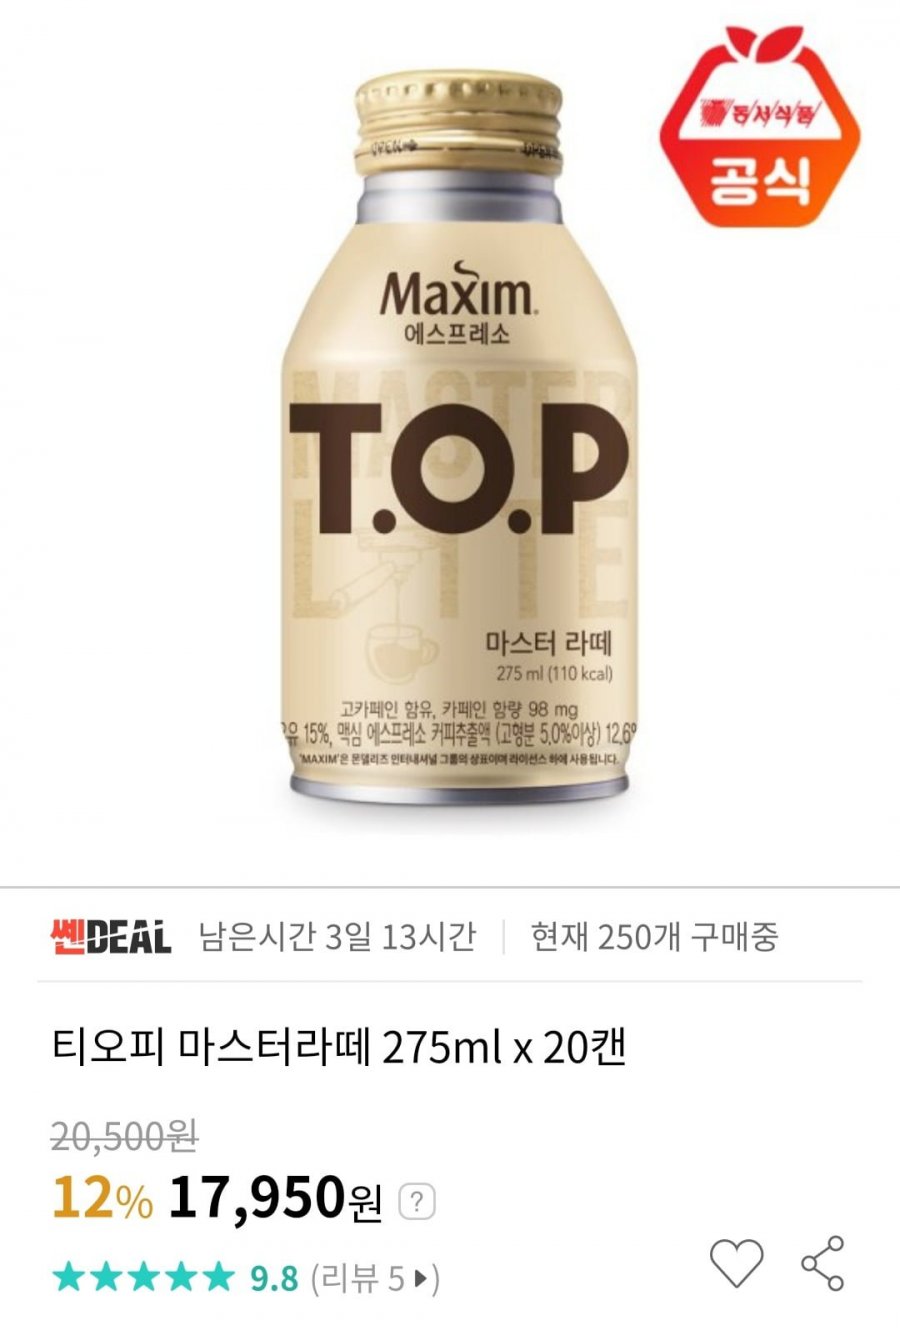 동서식품
공식
OPEN OPEN
Maxim
에스프레소
MASTER
T.O.P
LATTE
마스터 라떼
275 ml (110 kcal)
고카페인 함유, 카페인 함량 98 mg
유 15%, 맥심 에스프레소 커피추출액 (고형분 5.0%이상) 12.6%
'MAXIM'은 몬델리즈 인터내셔널 그룹의 상표이며 라이선스 하에 사용됩니다.
쎈DEAL 남은시간 3일 13시간 현재 250개 구매중
티오피 마스터라떼 275ml x 20캔
20,500원
12% 17,950원 ?
9.8 (리뷰 5 ▶)